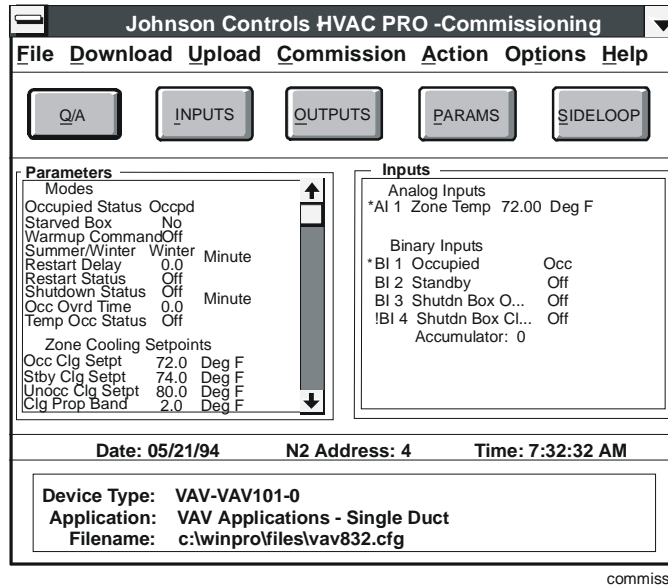 Johnson Controls HVAC PRO -Commissioning
File Download Upload Commission Action Options Help
Q/A INPUTS OUTPUTS PARAMS SIDELOOP
Parameters
Modes
Occupied Status Occpd
Starved Box No
Warmup Command Off
Summer/Winter Winter
Restart Delay 0.0 Minute
Restart Status Off
Shutdown Status Off
Occ Ovrd Time 0.0 Minute
Temp Occ Status Off
Zone Cooling Setpoints
Occ Clg Setpt 72.0 Deg F
Stby Clg Setpt 74.0 Deg F
Unocc Clg Setpt 80.0 Deg F
Clg Prop Band 2.0 Deg F
Inputs
Analog Inputs
*AI 1 Zone Temp 72.00 Deg F
Binary Inputs
*BI 1 Occupied Occ
BI 2 Standby Off
BI 3 Shutdn Box O... Off
!BI 4 Shutdn Box Cl... Off
Accumulator: 0
Date: 05/21/94 N2 Address: 4 Time: 7:32:32 AM
Device Type: VAV-VAV101-0
Application: VAV Applications - Single Duct
Filename: c:\winpro\files\vav832.cfg
commiss